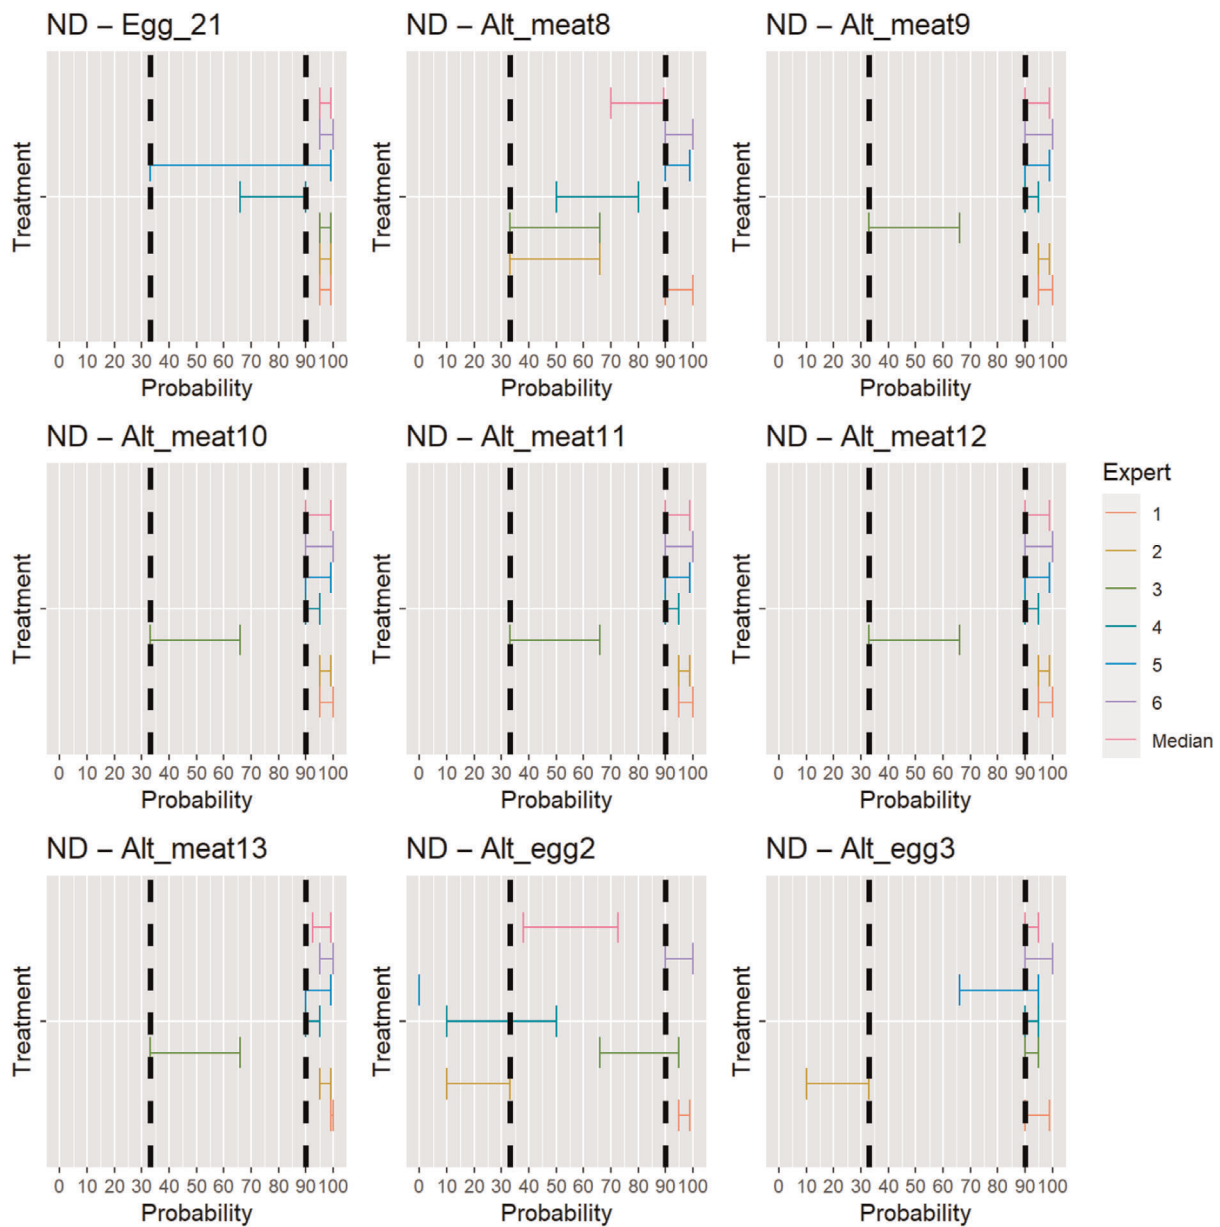 ND – Egg_21
Treatment
0 10 20 30 40 50 60 70 80 90 100
Probability
ND – Alt_meat8
Treatment
0 10 20 30 40 50 60 70 80 90 100
Probability
ND – Alt_meat9
Treatment
0 10 20 30 40 50 60 70 80 90 100
Probability
ND – Alt_meat10
Treatment
0 10 20 30 40 50 60 70 80 90 100
Probability
ND – Alt_meat11
Treatment
0 10 20 30 40 50 60 70 80 90 100
Probability
ND – Alt_meat12
Treatment
0 10 20 30 40 50 60 70 80 90 100
Probability
Expert
1
2
3
4
5
6
Median
ND – Alt_meat13
Treatment
0 10 20 30 40 50 60 70 80 90 100
Probability
ND – Alt_egg2
Treatment
0 10 20 30 40 50 60 70 80 90 100
Probability
ND – Alt_egg3
Treatment
0 10 20 30 40 50 60 70 80 90 100
Probability